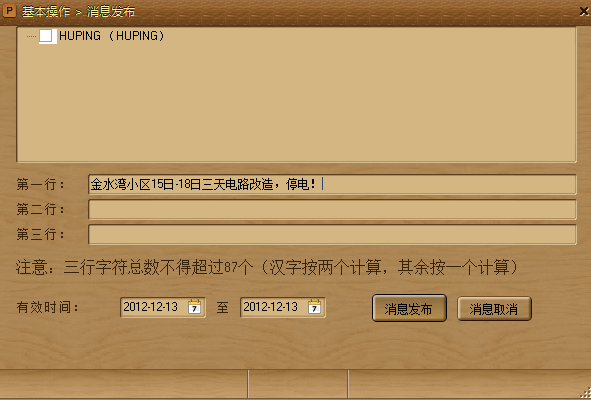 P 基本操作 > 消息发布
HUPING（HUPING）
第一行： 金水湾小区15日-18日三天电路改造，停电！
第二行：
第三行：
注意：三行字符总数不得超过87个（汉字按两个计算，其余按一个计算）
有效时间： 2012-12-13 7 至 2012-12-13 7 消息发布 消息取消